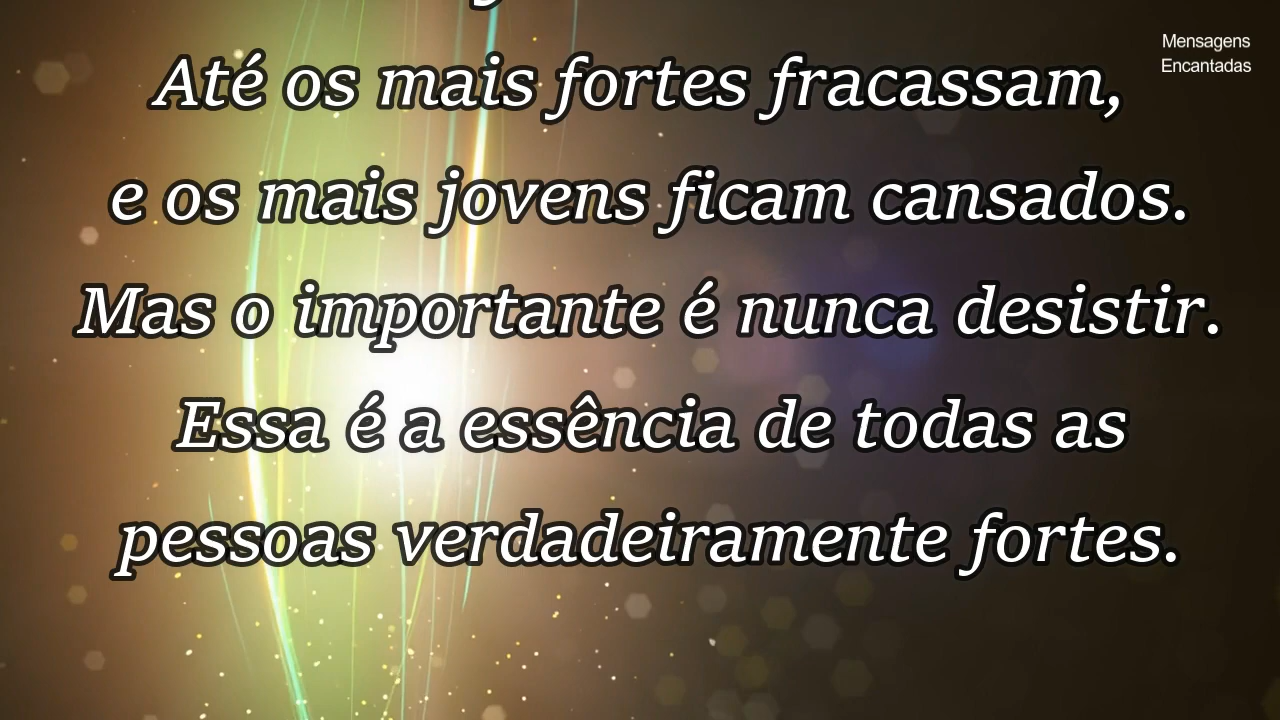 Mensagens
Encantadas
Até os mais fortes fracassam,
e os mais jovens ficam cansados.
Mas o importante é nunca desistir.
Essa é a essência de todas as
pessoas verdadeiramente fortes.